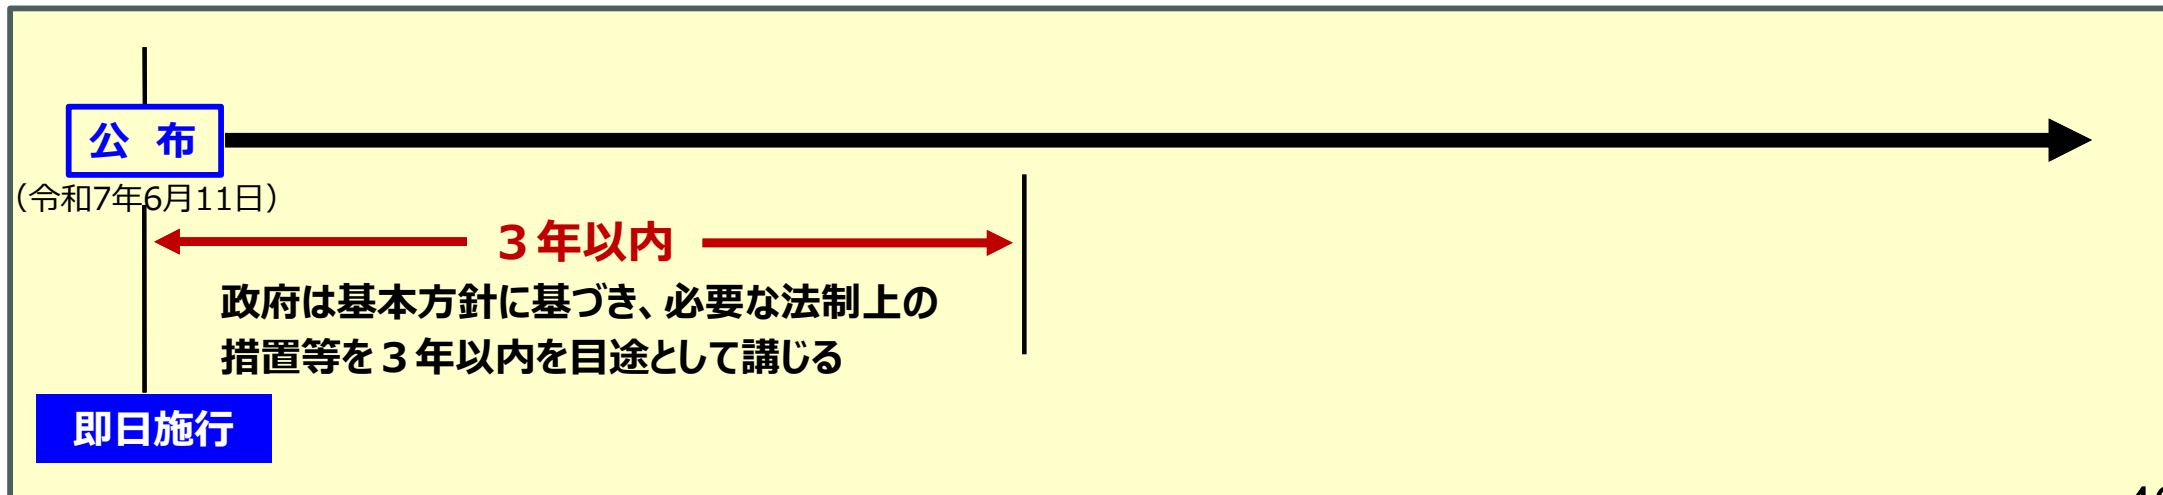 公 布
（令和7年6月11日）
３年以内
政府は基本方針に基づき、必要な法制上の
措置等を３年以内を目途として講じる
即日施行